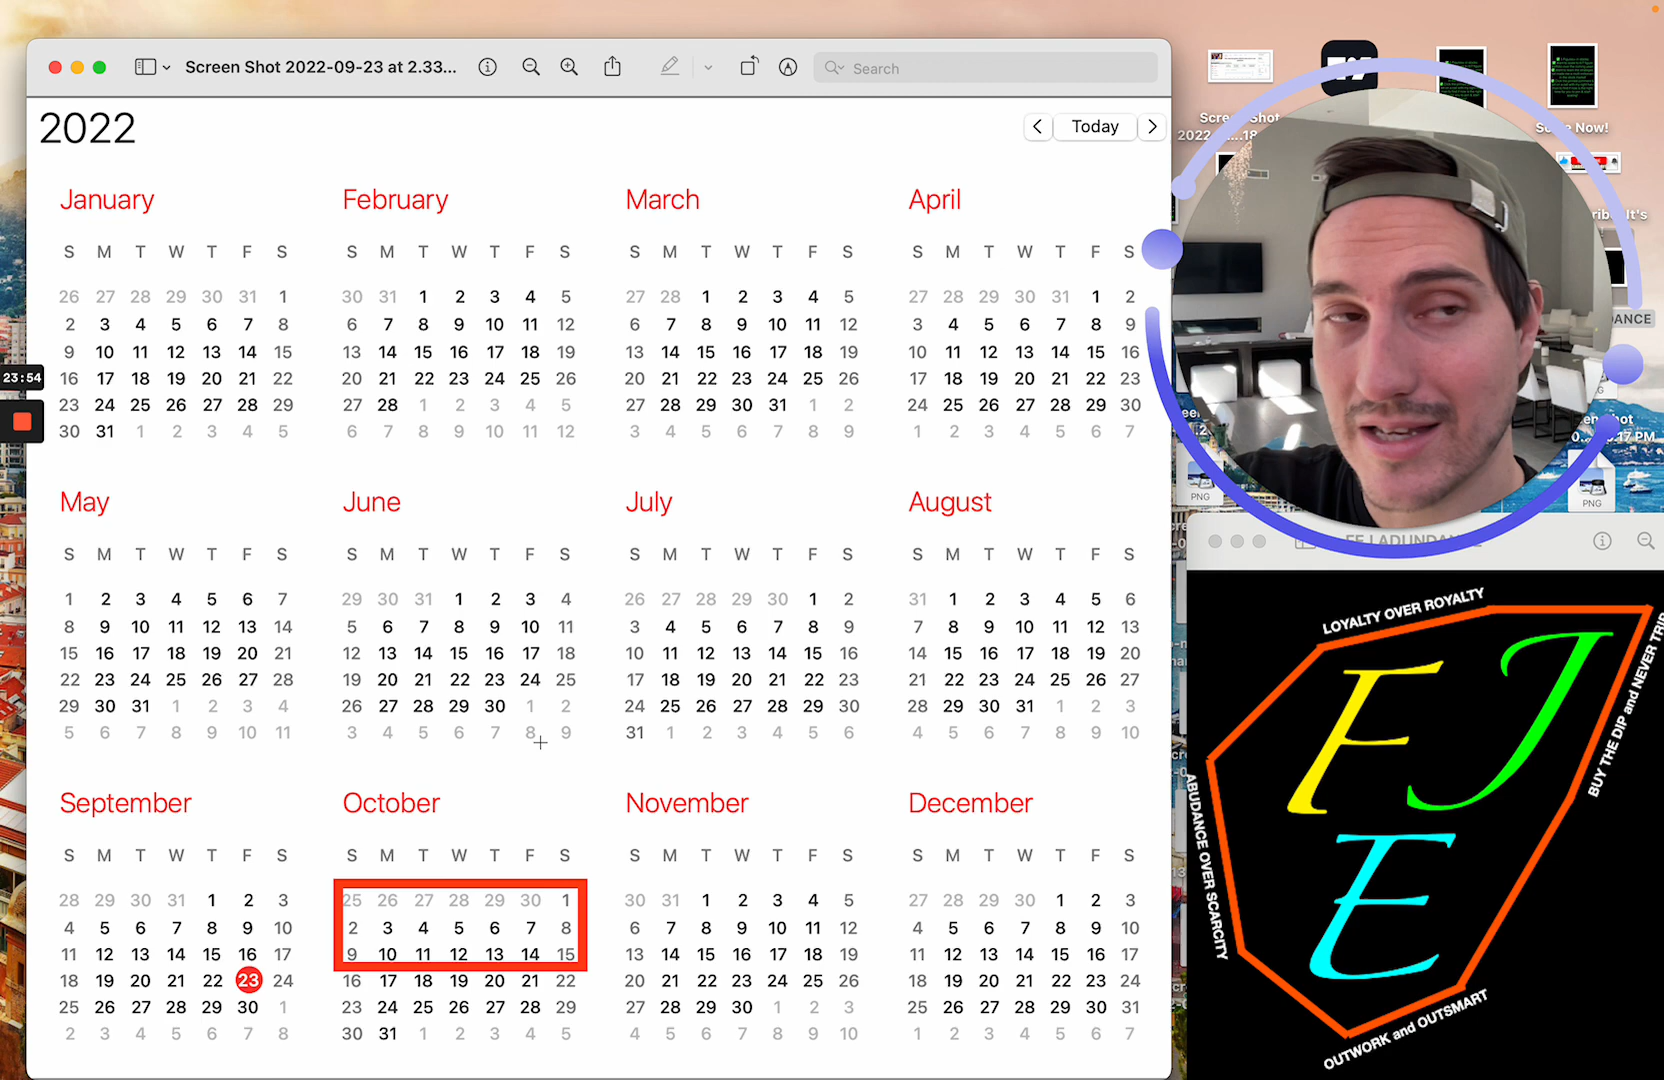 Screen Shot 2022-09-23 at 2.33...
Search
2022
Today
January February March April
S M T W T F S S M T W T F S S M T W T F S S M T W T F S
26 27 28 29 30 31 1 30 31 1 2 3 4 5 27 28 1 2 3 4 5 27 28 29 30 31 1 2
2 3 4 5 6 7 8 6 7 8 9 10 11 12 6 7 8 9 10 11 12 3 4 5 6 7 8 9
9 10 11 12 13 14 15 13 14 15 16 17 18 19 13 14 15 16 17 18 19 10 11 12 13 14 15 16
16 17 18 19 20 21 22 20 21 22 23 24 25 26 20 21 22 23 24 25 26 17 18 19 20 21 22 23
23 24 25 26 27 28 29 27 28 1 2 3 4 5 27 28 29 30 31 1 2 24 25 26 27 28 29 30
30 31 1 2 3 4 5 6 7 8 9 10 11 12 3 4 5 6 7 8 9 1 2 3 4 5 6 7
May June July August
S M T W T F S S M T W T F S S M T W T F S S M T W T F S
1 2 3 4 5 6 7 29 30 31 1 2 3 4 26 27 28 29 30 1 2 31 1 2 3 4 5 6
8 9 10 11 12 13 14 5 6 7 8 9 10 11 3 4 5 6 7 8 9 7 8 9 10 11 12 13
15 16 17 18 19 20 21 12 13 14 15 16 17 18 10 11 12 13 14 15 16 14 15 16 17 18 19 20
22 23 24 25 26 27 28 19 20 21 22 23 24 25 17 18 19 20 21 22 23 21 22 23 24 25 26 27
29 30 31 1 2 3 4 26 27 28 29 30 1 2 24 25 26 27 28 29 30 28 29 30 31 1 2 3
5 6 7 8 9 10 11 3 4 5 6 7 8 9 31 1 2 3 4 5 6 4 5 6 7 8 9 10
September October November December
S M T W T F S S M T W T F S S M T W T F S S M T W T F S
28 29 30 31 1 2 3 25 26 27 28 29 30 1 30 31 1 2 3 4 5 27 28 29 30 1 2 3
4 5 6 7 8 9 10 2 3 4 5 6 7 8 6 7 8 9 10 11 12 4 5 6 7 8 9 10
11 12 13 14 15 16 17 9 10 11 12 13 14 15 13 14 15 16 17 18 19 11 12 13 14 15 16 17
18 19 20 21 22 23 24 16 17 18 19 20 21 22 20 21 22 23 24 25 26 18 19 20 21 22 23 24
25 26 27 28 29 30 1 23 24 25 26 27 28 29 27 28 29 30 1 2 3 25 26 27 28 29 30 31
2 3 4 5 6 7 8 30 31 1 2 3 4 5 4 5 6 7 8 9 10 1 2 3 4 5 6 7
23:54
PNG
PNG
LOYALTY OVER ROYALTY
BUY THE DIP and NEVER TRIP
ABUDANCE OVER SCARCITY
OUTWORK and OUTSMART
F J
E